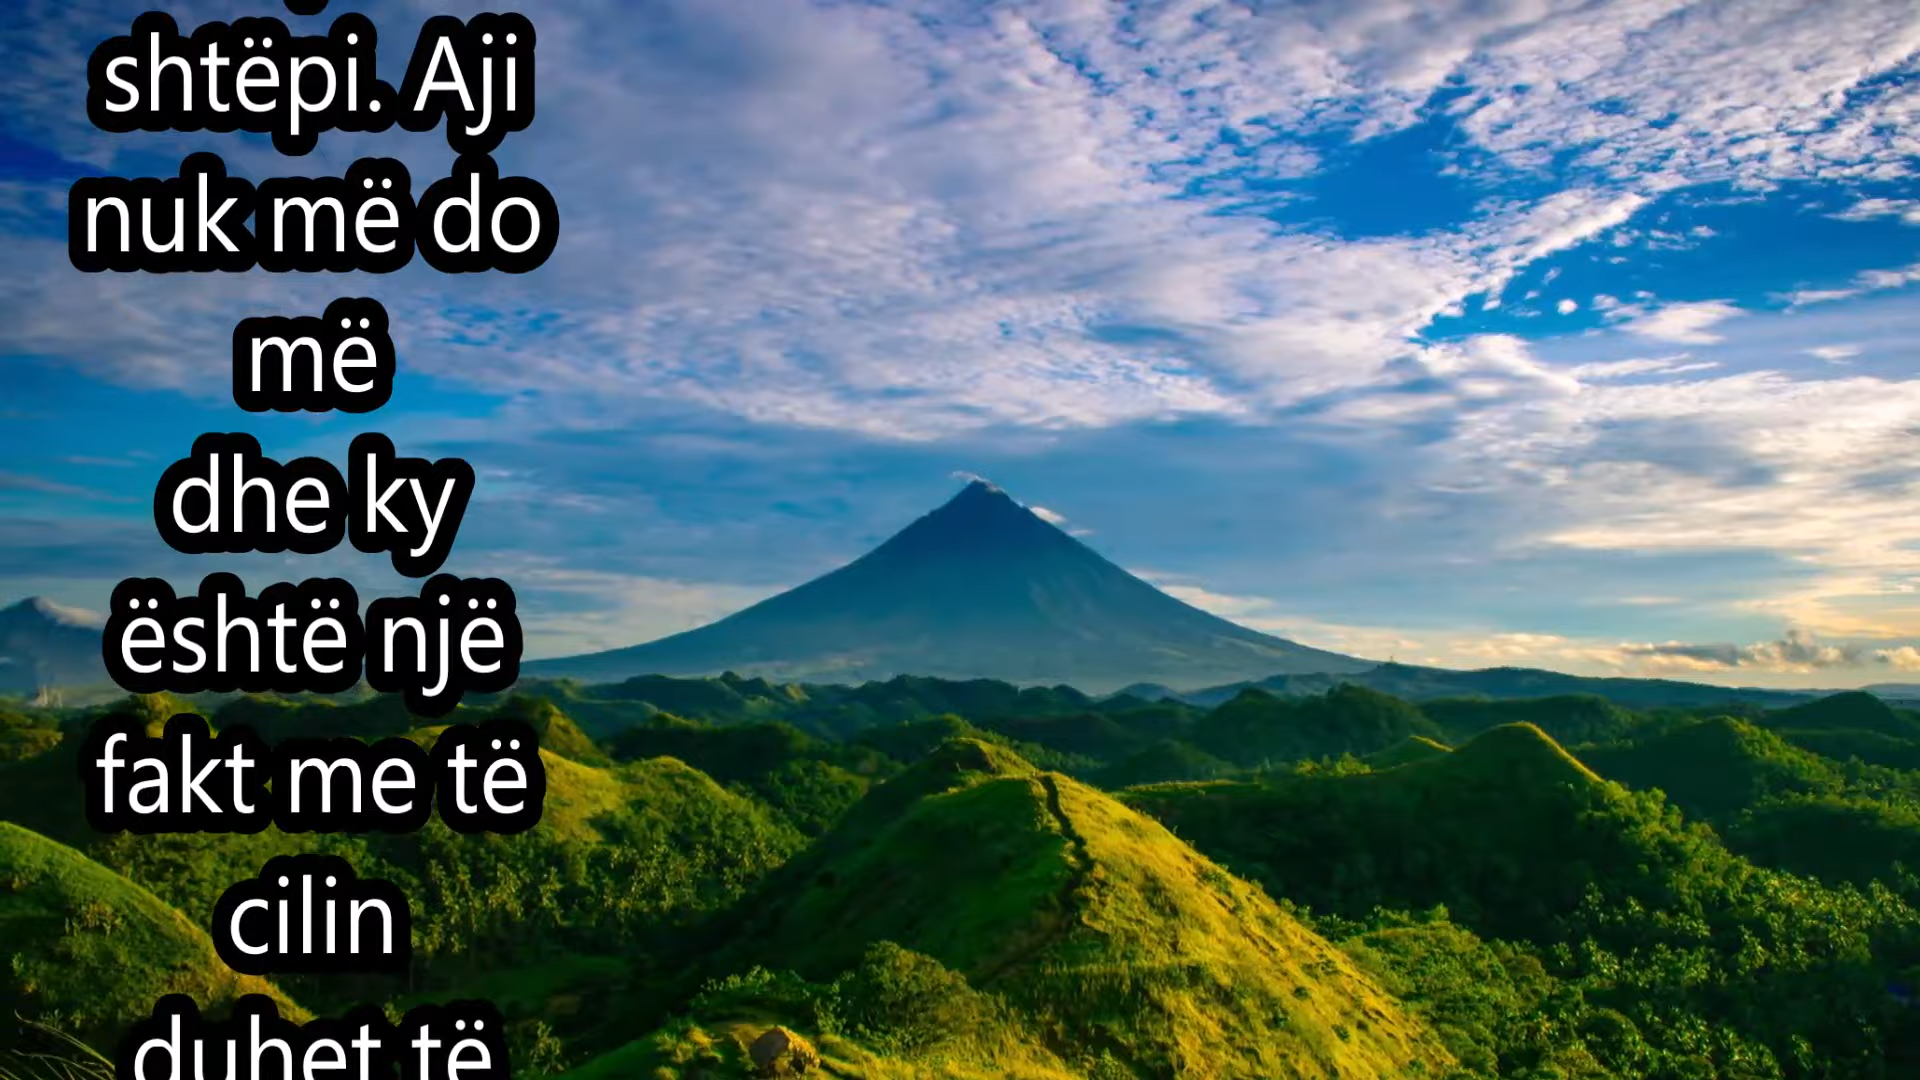 shtëpi. Aji
nuk më do
më
dhe ky
është një
fakt me të
cilin
duhet të